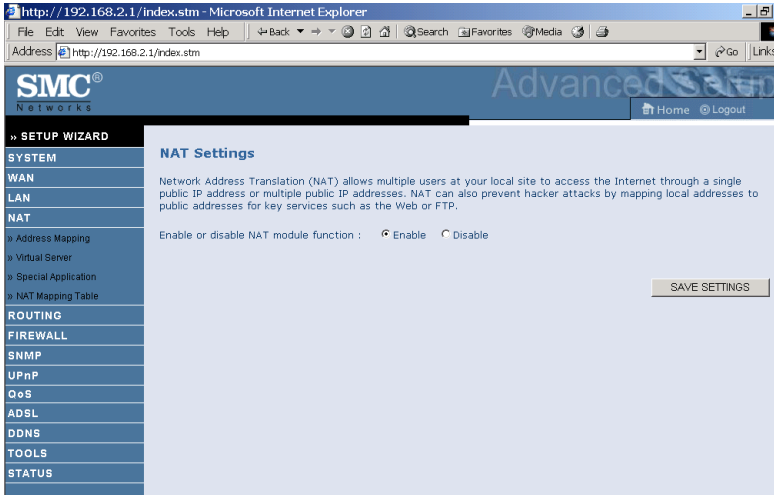 http://192.168.2.1/index.stm - Microsoft Internet Explorer
File Edit View Favorites Tools Help Back Search Favorites Media
Address http://192.168.2.1/index.stm Go Links
SMC®
Networks
Advanced Setup
Home Logout
» SETUP WIZARD
SYSTEM
WAN
LAN
NAT
» Address Mapping
» Virtual Server
» Special Application
» NAT Mapping Table
ROUTING
FIREWALL
SNMP
UPnP
QoS
ADSL
DDNS
TOOLS
STATUS
NAT Settings
Network Address Translation (NAT) allows multiple users at your local site to access the Internet through a single
public IP address or multiple public IP addresses. NAT can also prevent hacker attacks by mapping local addresses to
public addresses for key services such as the Web or FTP.
Enable or disable NAT module function : Enable Disable
SAVE SETTINGS